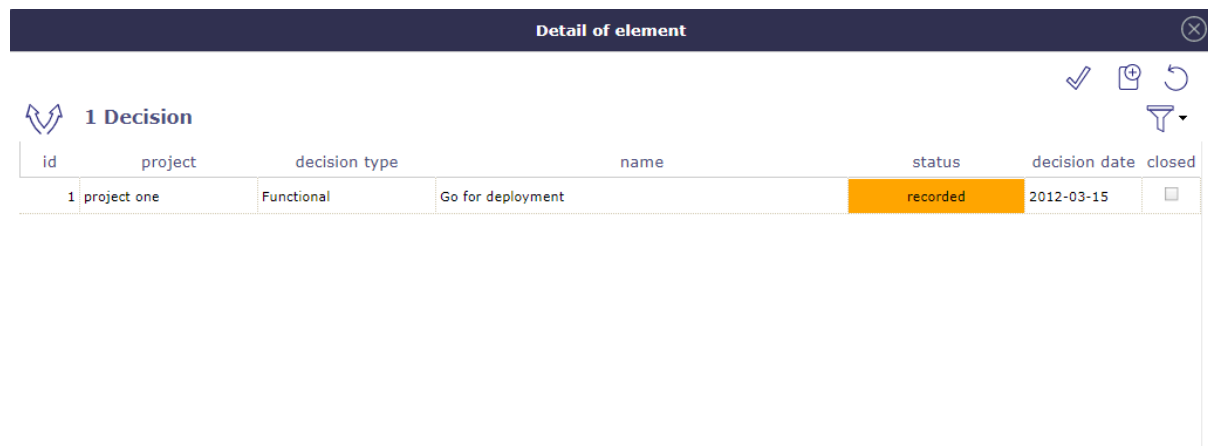 Detail of element
1 Decision
id project decision type name status decision date closed
1 project one Functional Go for deployment recorded 2012-03-15